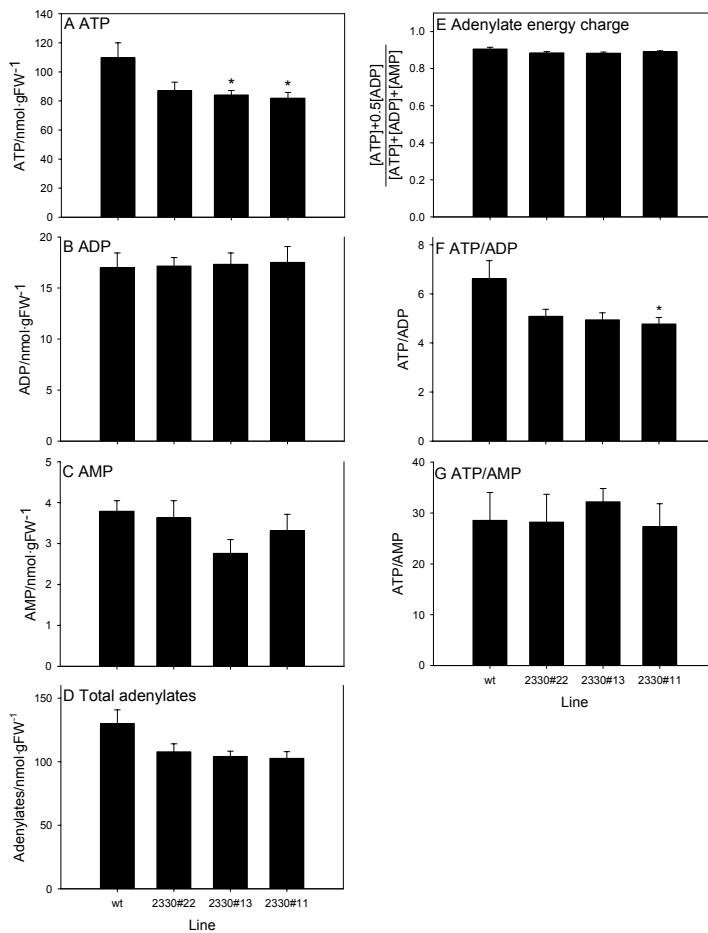 A ATP
ATP/nmol·gFW⁻¹
120
100
80
60
40
20
0
*
*
B ADP
ADP/nmol·gFW⁻¹
20
15
10
5
0
C AMP
AMP/nmol·gFW⁻¹
5
4
3
2
1
0
D Total adenylates
Adenylates/nmol·gFW⁻¹
150
100
50
0
wt
2330#22
2330#13
2330#11
Line
E Adenylate energy charge
[ATP]+0.5[ADP]
[ATP]+[ADP]+[AMP]
1.0
0.8
0.6
0.4
0.2
0.0
F ATP/ADP
ATP/ADP
8
6
4
2
0
*
G ATP/AMP
ATP/AMP
40
30
20
10
0
wt
2330#22
2330#13
2330#11
Line